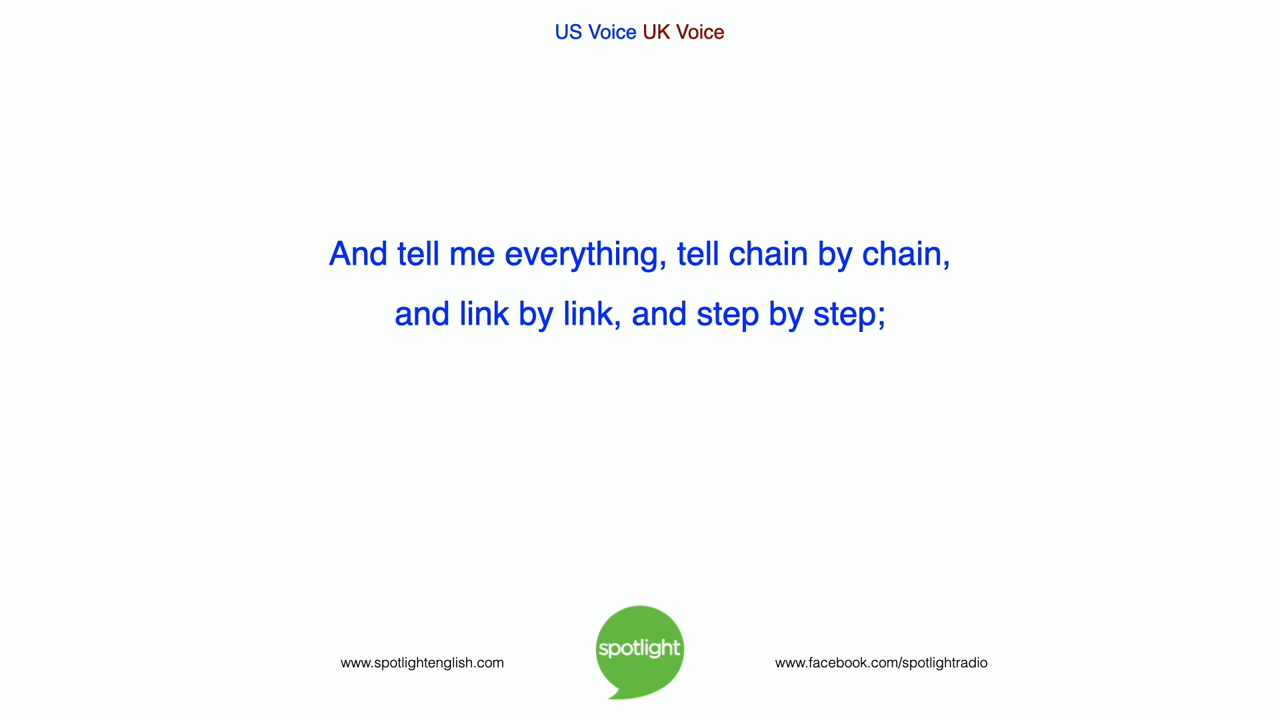 US Voice UK Voice
And tell me everything, tell chain by chain,
and link by link, and step by step;
spotlight
www.spotlightenglish.com
www.facebook.com/spotlightradio